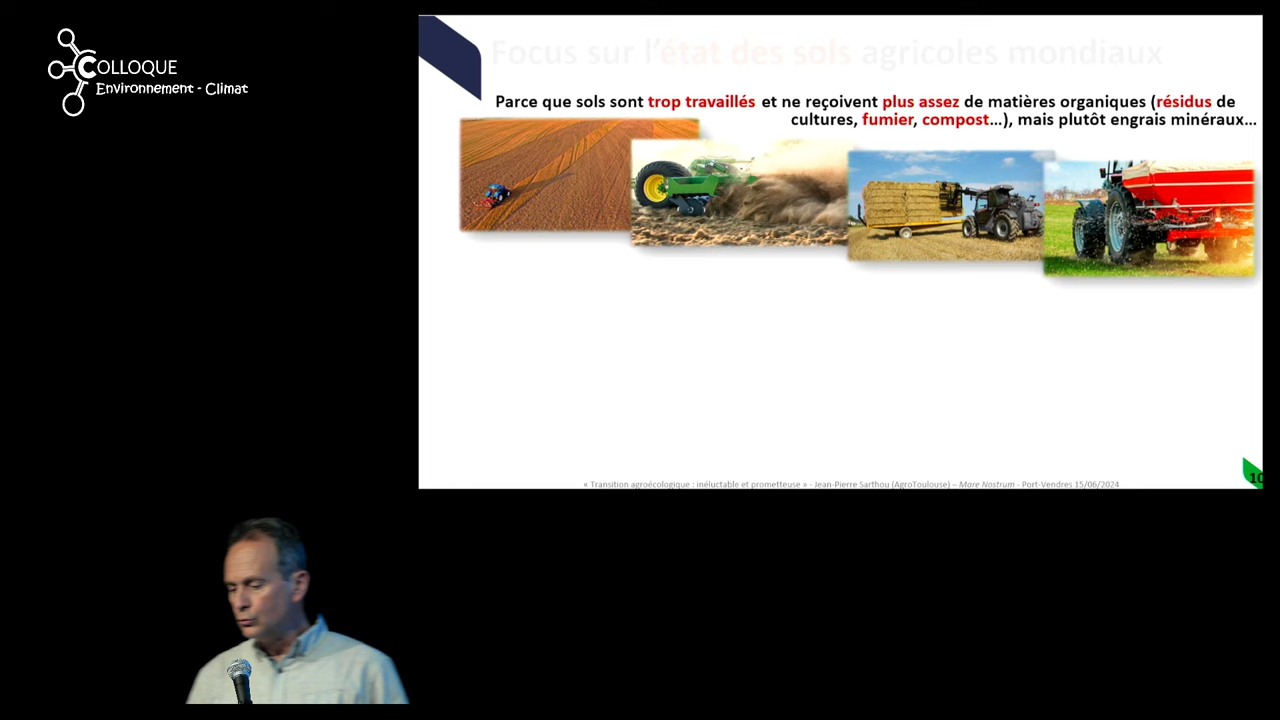 COLLOQUE
Environnement - Climat
Focus sur l'état des sols agricoles mondiaux
Parce que sols sont trop travaillés et ne reçoivent plus assez de matières organiques (résidus de
cultures, fumier, compost…), mais plutôt engrais minéraux…
« Transition agroécologique : inéluctable et prometteuse » - Jean-Pierre Sarthou (AgroToulouse) – Mare Nostrum - Port-Vendres 15/06/2024
10